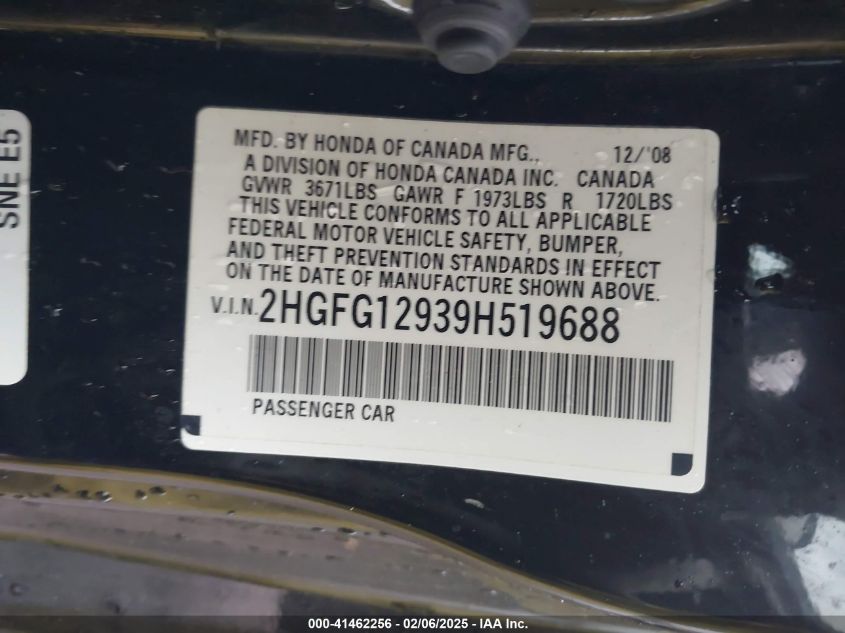 SNE E5
MFD. BY HONDA OF CANADA MFG., 12/'08
A DIVISION OF HONDA CANADA INC. CANADA
GVWR 3671LBS GAWR F 1973LBS R 1720LBS
THIS VEHICLE CONFORMS TO ALL APPLICABLE
FEDERAL MOTOR VEHICLE SAFETY, BUMPER,
AND THEFT PREVENTION STANDARDS IN EFFECT
ON THE DATE OF MANUFACTURE SHOWN ABOVE.
V.I.N. 2HGFG12939H519688
PASSENGER CAR
000-41462256 - 02/06/2025 - IAA Inc.